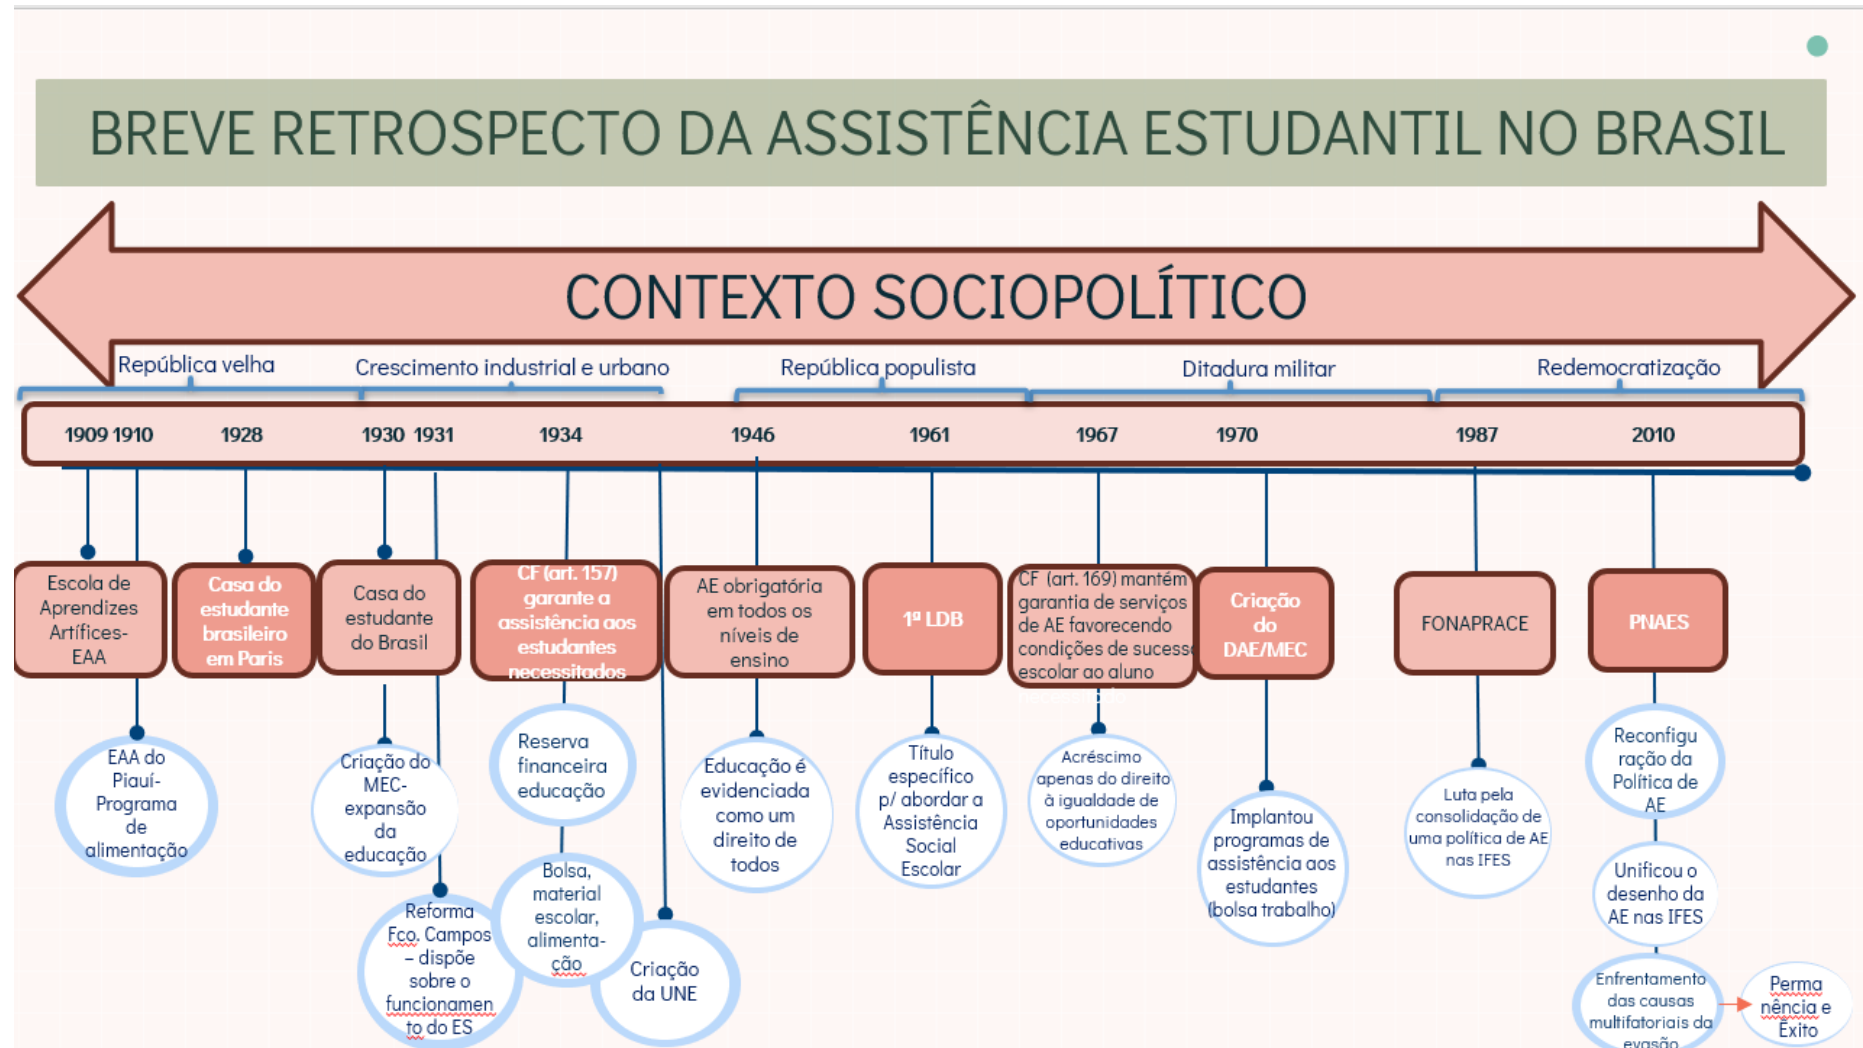 BREVE RETROSPECTO DA ASSISTÊNCIA ESTUDANTIL NO BRASIL
CONTEXTO SOCIOPOLÍTICO
República velha
Crescimento industrial e urbano
República populista
Ditadura militar
Redemocratização
1909 1910 1928 1930 1931 1934 1946 1961 1967 1970 1987 2010
Escola de
Aprendizes
Artífices-
EAA
Casa do
estudante
brasileiro
em Paris
Casa do
estudante
do Brasil
CF (art. 157)
garante a
assistência aos
estudantes
necessitados
AE obrigatória
em todos os
níveis de
ensino
1ª LDB
CF (art. 169) mantém
garantia de serviços
de AE favorecendo
condições de sucesso
escolar ao aluno
Criação
do
DAE/MEC
FONAPRACE
PNAES
EAA do
Piauí-
Programa
de
alimentação
Criação do
MEC-
expansão
da
educação
Reforma
Fco. Campos
– dispõe
sobre o
funcionamen
to do ES
Reserva
financeira
educação
Bolsa,
material
escolar,
alimenta-
ção
Criação
da UNE
Educação é
evidenciada
como um
direito de
todos
Título
específico
p/ abordar a
Assistência
Social
Escolar
Acréscimo
apenas do direito
à igualdade de
oportunidades
educativas
Implantou
programas de
assistência aos
estudantes
(bolsa trabalho)
Luta pela
consolidação de
uma política de AE
nas IFES
Reconfigu
ração da
Política de
AE
Unificou o
desenho da
AE nas IFES
Enfrentamento
das causas
multifatoriais da
evasão
Perma
nência e
Êxito